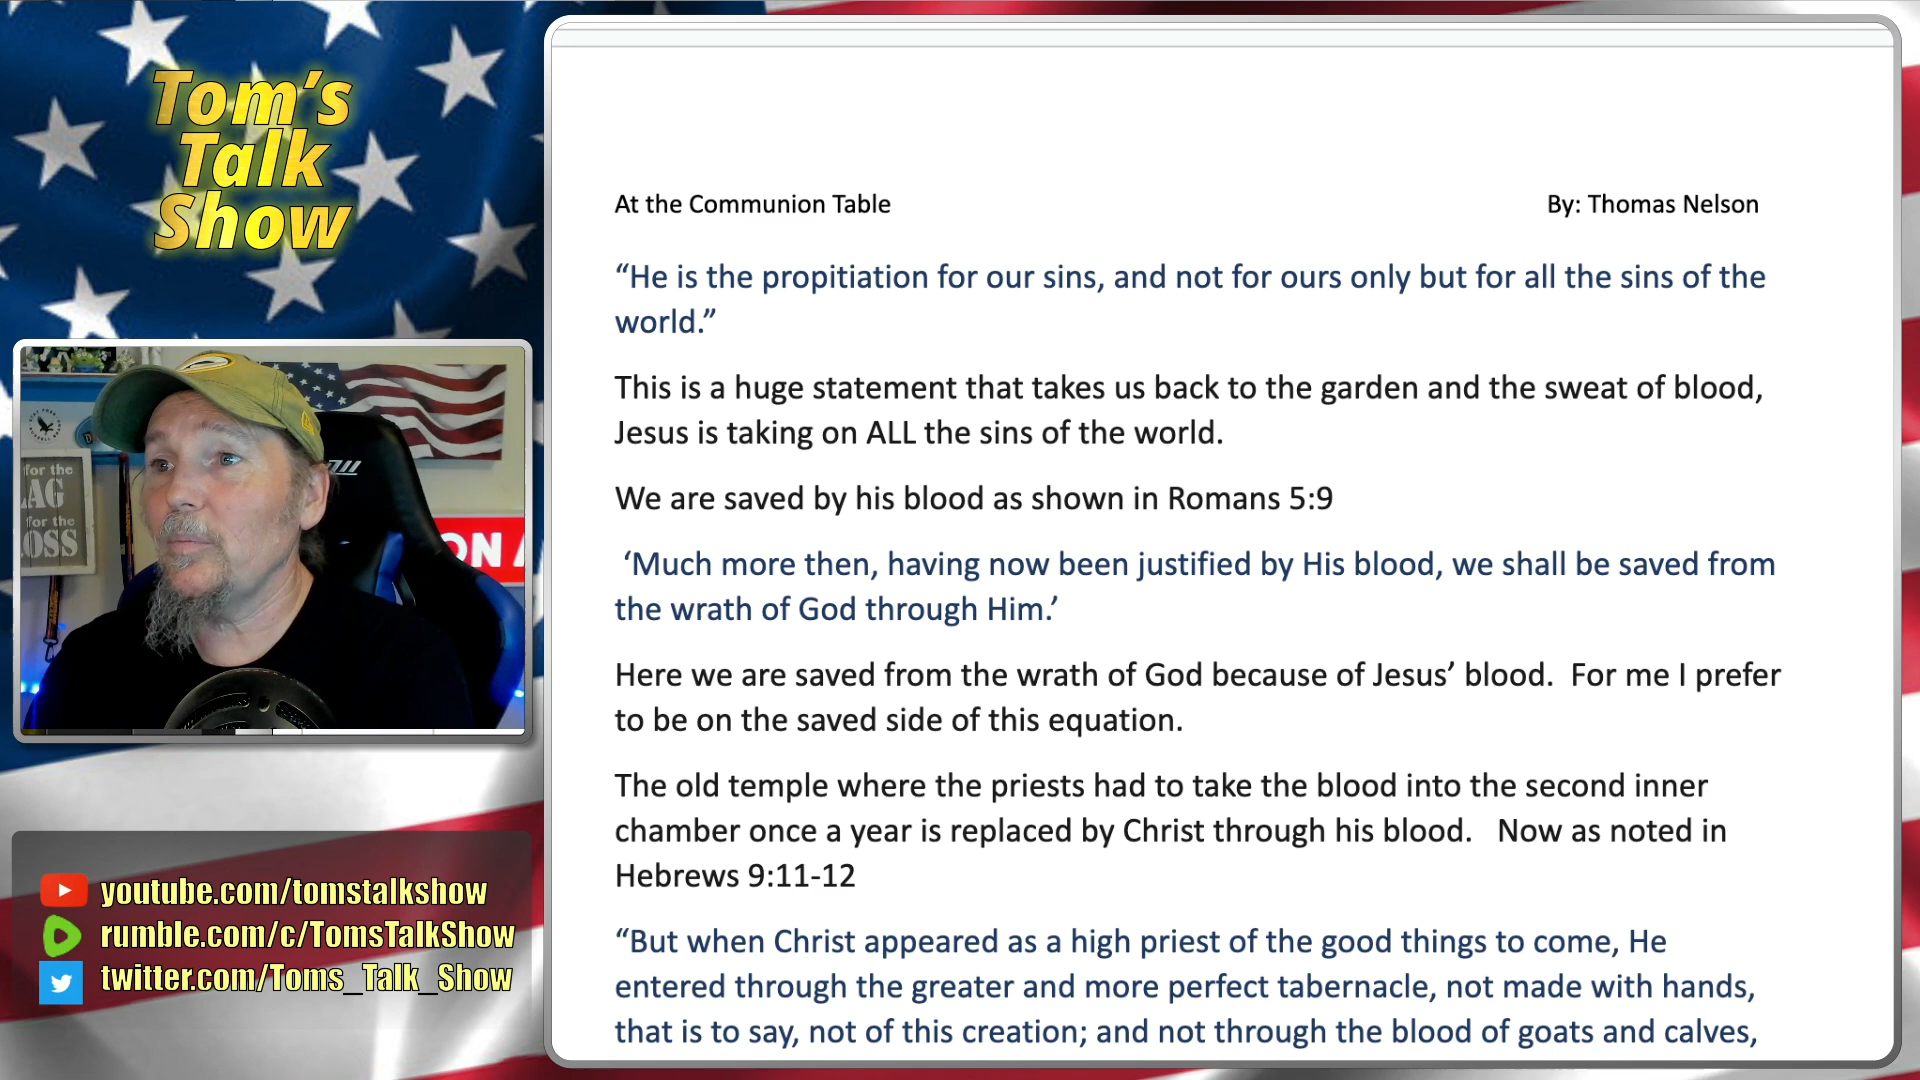 Tom's
Talk
Show
for the
AG
for the
OSS
ON A
youtube.com/tomstalkshow
rumble.com/c/TomsTalkShow
twitter.com/Toms_Talk_Show
At the Communion Table By: Thomas Nelson
“He is the propitiation for our sins, and not for ours only but for all the sins of the
world.”
This is a huge statement that takes us back to the garden and the sweat of blood,
Jesus is taking on ALL the sins of the world.
We are saved by his blood as shown in Romans 5:9
‘Much more then, having now been justified by His blood, we shall be saved from
the wrath of God through Him.’
Here we are saved from the wrath of God because of Jesus’ blood.  For me I prefer
to be on the saved side of this equation.
The old temple where the priests had to take the blood into the second inner
chamber once a year is replaced by Christ through his blood.   Now as noted in
Hebrews 9:11-12
“But when Christ appeared as a high priest of the good things to come, He
entered through the greater and more perfect tabernacle, not made with hands,
that is to say, not of this creation; and not through the blood of goats and calves,